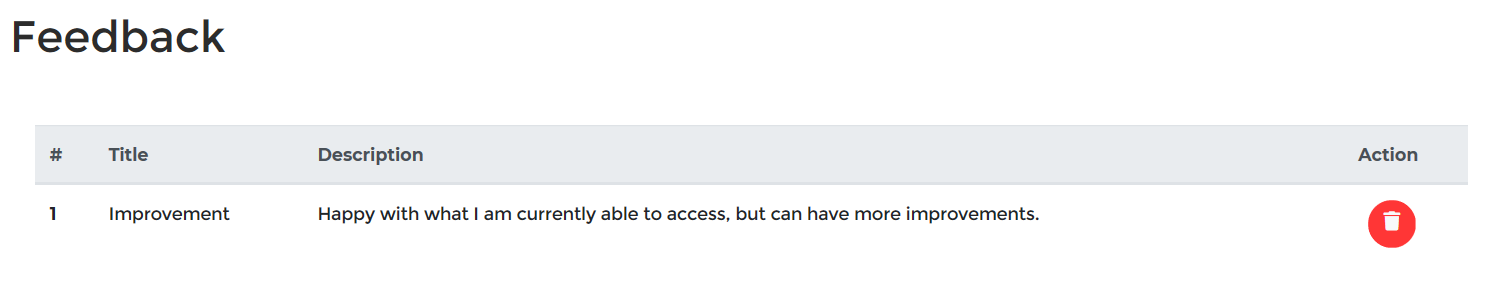 Feedback
# Title Description Action
1 Improvement Happy with what I am currently able to access, but can have more improvements.